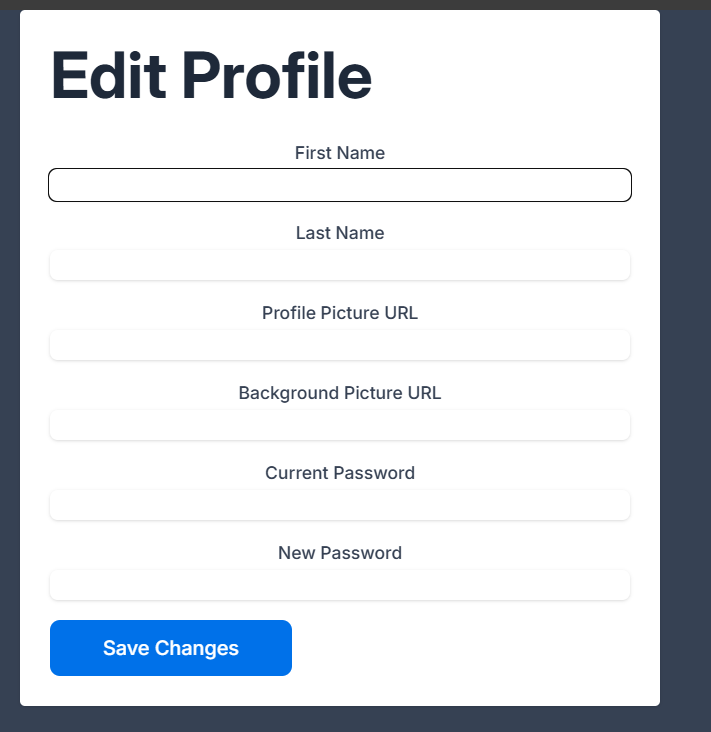 Edit Profile
First Name
Last Name
Profile Picture URL
Background Picture URL
Current Password
New Password
Save Changes